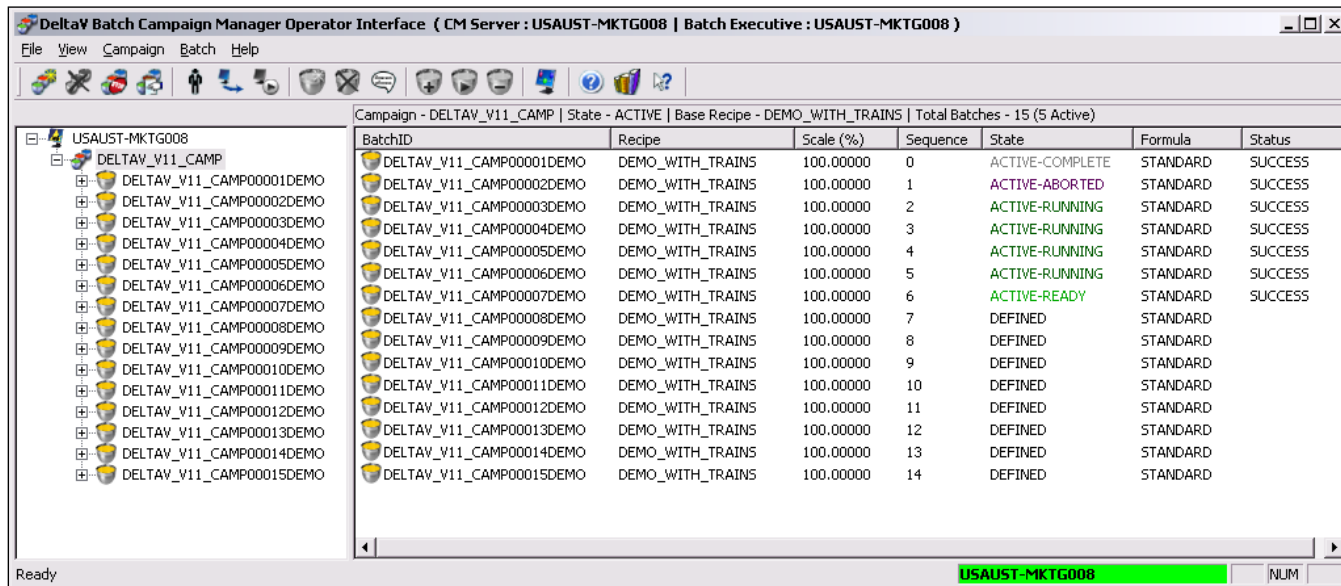 DeltaV Batch Campaign Manager Operator Interface ( CM Server : USAUST-MKTG008 | Batch Executive : USAUST-MKTG008 )
File View Campaign Batch Help
Campaign - DELTAV_V11_CAMP | State - ACTIVE | Base Recipe - DEMO_WITH_TRAINS | Total Batches - 15 (5 Active)
USAUST-MKTG008
DELTAV_V11_CAMP
DELTAV_V11_CAMP00001DEMO
DELTAV_V11_CAMP00002DEMO
DELTAV_V11_CAMP00003DEMO
DELTAV_V11_CAMP00004DEMO
DELTAV_V11_CAMP00005DEMO
DELTAV_V11_CAMP00006DEMO
DELTAV_V11_CAMP00007DEMO
DELTAV_V11_CAMP00008DEMO
DELTAV_V11_CAMP00009DEMO
DELTAV_V11_CAMP00010DEMO
DELTAV_V11_CAMP00011DEMO
DELTAV_V11_CAMP00012DEMO
DELTAV_V11_CAMP00013DEMO
DELTAV_V11_CAMP00014DEMO
DELTAV_V11_CAMP00015DEMO
BatchID Recipe Scale (%) Sequence State Formula Status
DELTAV_V11_CAMP00001DEMO DEMO_WITH_TRAINS 100.00000 0 ACTIVE-COMPLETE STANDARD SUCCESS
DELTAV_V11_CAMP00002DEMO DEMO_WITH_TRAINS 100.00000 1 ACTIVE-ABORTED STANDARD SUCCESS
DELTAV_V11_CAMP00003DEMO DEMO_WITH_TRAINS 100.00000 2 ACTIVE-RUNNING STANDARD SUCCESS
DELTAV_V11_CAMP00004DEMO DEMO_WITH_TRAINS 100.00000 3 ACTIVE-RUNNING STANDARD SUCCESS
DELTAV_V11_CAMP00005DEMO DEMO_WITH_TRAINS 100.00000 4 ACTIVE-RUNNING STANDARD SUCCESS
DELTAV_V11_CAMP00006DEMO DEMO_WITH_TRAINS 100.00000 5 ACTIVE-RUNNING STANDARD SUCCESS
DELTAV_V11_CAMP00007DEMO DEMO_WITH_TRAINS 100.00000 6 ACTIVE-READY STANDARD SUCCESS
DELTAV_V11_CAMP00008DEMO DEMO_WITH_TRAINS 100.00000 7 DEFINED STANDARD
DELTAV_V11_CAMP00009DEMO DEMO_WITH_TRAINS 100.00000 8 DEFINED STANDARD
DELTAV_V11_CAMP00010DEMO DEMO_WITH_TRAINS 100.00000 9 DEFINED STANDARD
DELTAV_V11_CAMP00011DEMO DEMO_WITH_TRAINS 100.00000 10 DEFINED STANDARD
DELTAV_V11_CAMP00012DEMO DEMO_WITH_TRAINS 100.00000 11 DEFINED STANDARD
DELTAV_V11_CAMP00013DEMO DEMO_WITH_TRAINS 100.00000 12 DEFINED STANDARD
DELTAV_V11_CAMP00014DEMO DEMO_WITH_TRAINS 100.00000 13 DEFINED STANDARD
DELTAV_V11_CAMP00015DEMO DEMO_WITH_TRAINS 100.00000 14 DEFINED STANDARD
Ready USAUST-MKTG008 NUM